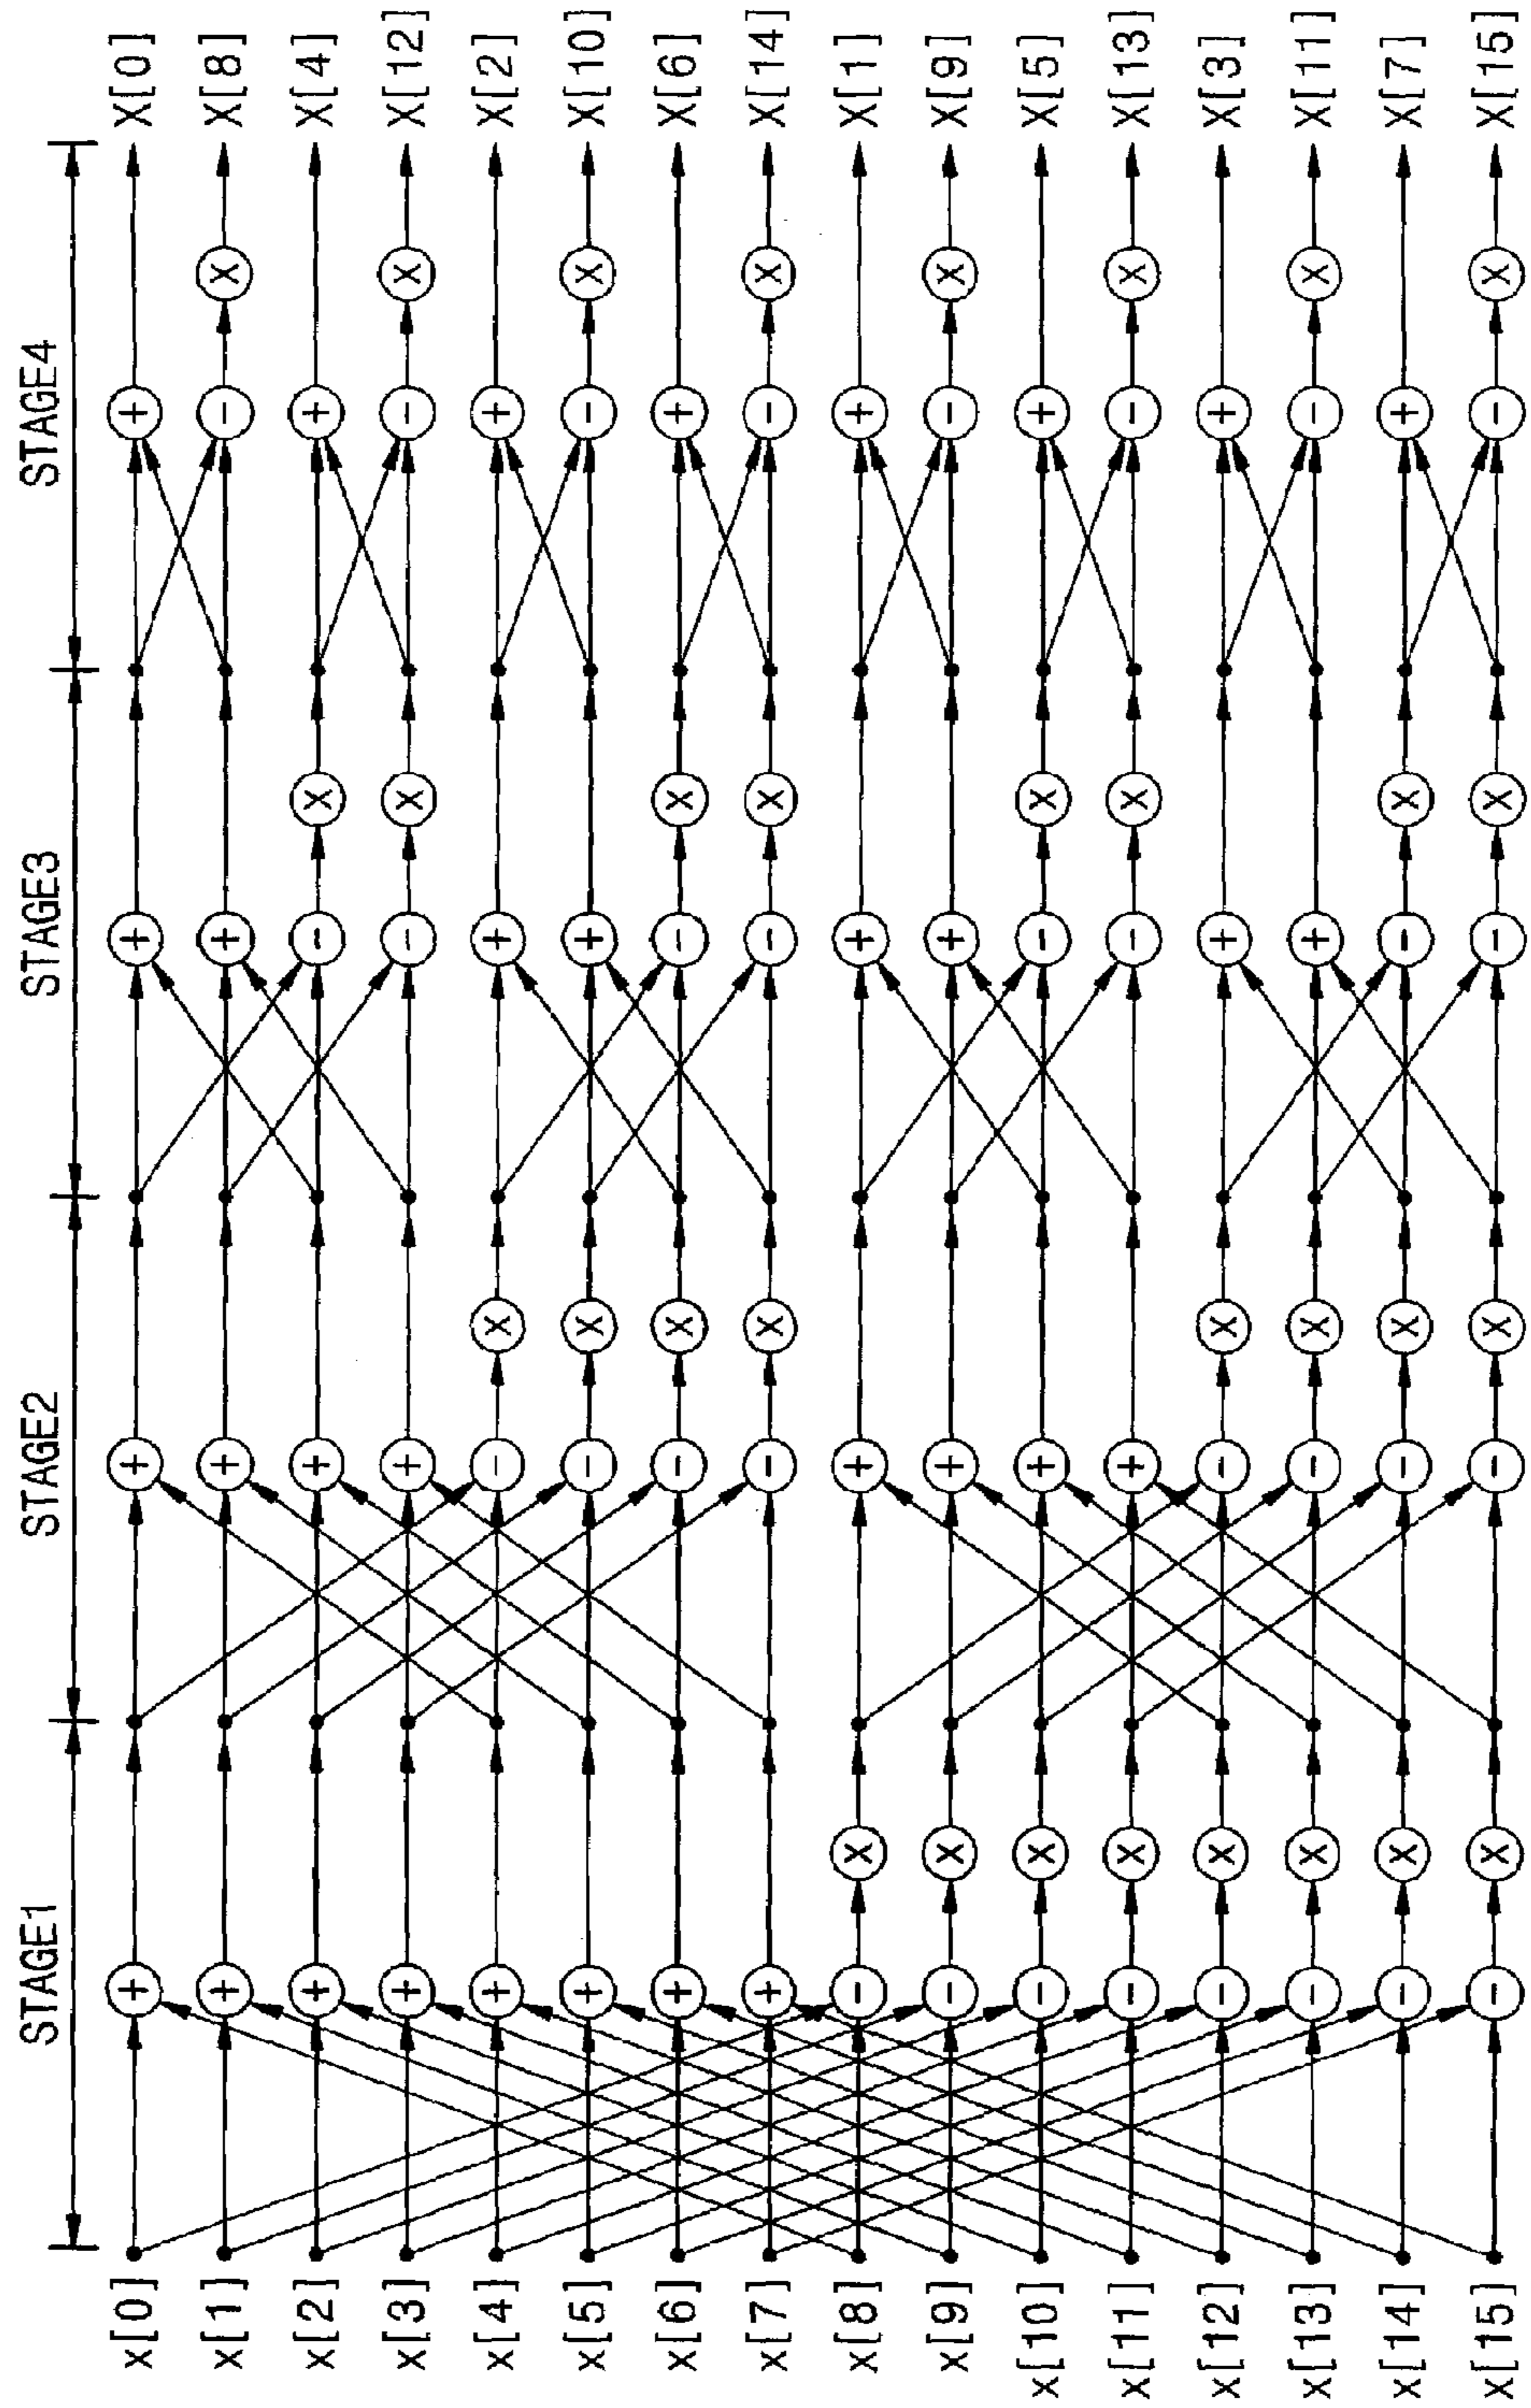 STAGE1 STAGE2 STAGE3 STAGE4
x[0] + + + + X[0]
x[1] + + + - X X[8]
x[2] + + - X + X[4]
x[3] + + - X - X X[12]
x[4] + - X + + X[2]
x[5] + - X + - X X[10]
x[6] + - X - X + X[6]
x[7] + - X - X - X X[14]
x[8] - X + + + X[1]
x[9] - X + + - X X[9]
x[10] - X + - X + X[5]
x[11] - X + - X - X X[13]
x[12] - X - X + + X[3]
x[13] - X - X + - X X[11]
x[14] - X - X - X + X[7]
x[15] - X - X - X - X X[15]